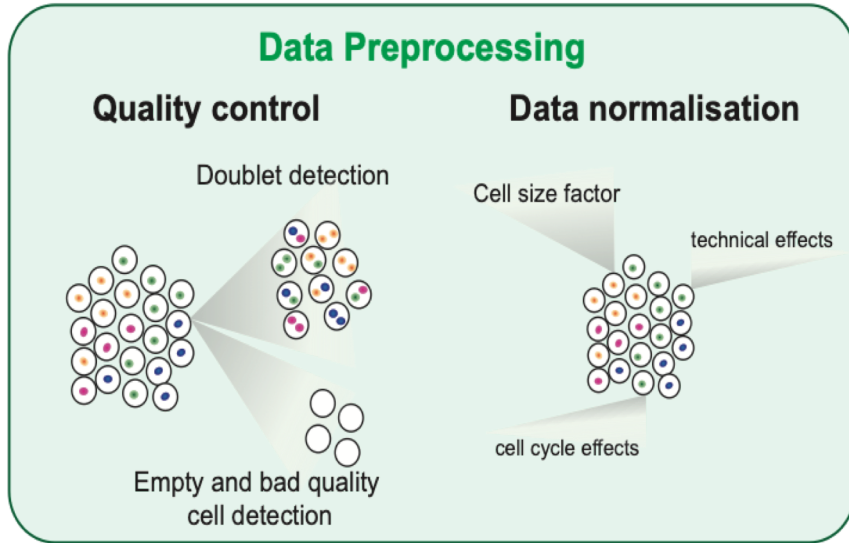 Data Preprocessing
Quality control
Doublet detection
Empty and bad quality
cell detection
Data normalisation
Cell size factor
technical effects
cell cycle effects